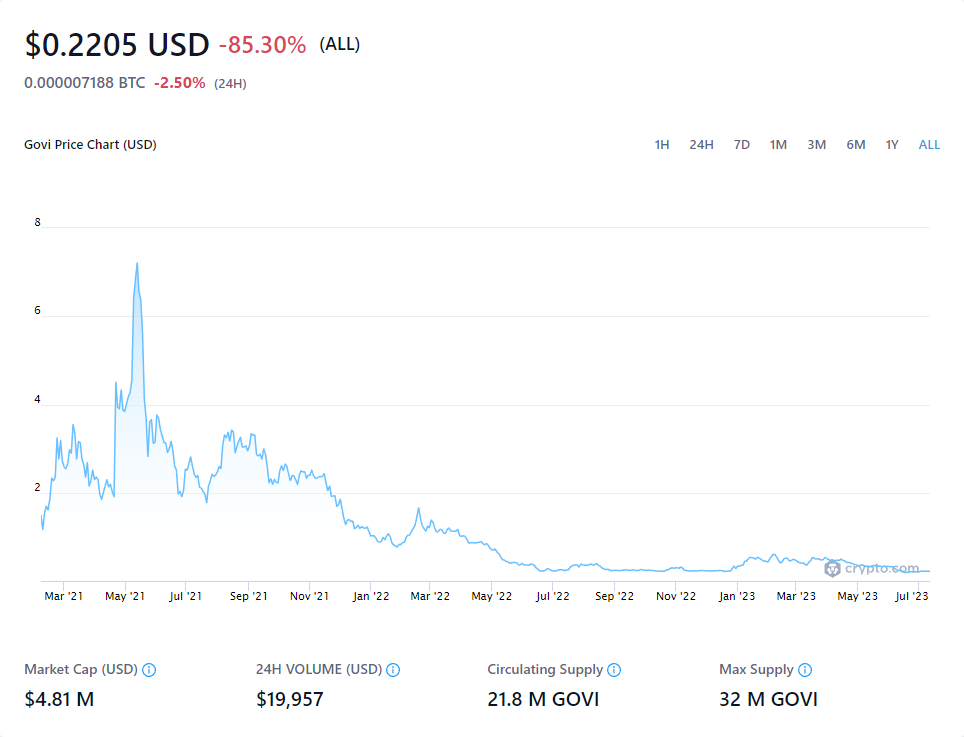 $0.2205 USD -85.30% (ALL)
0.000007188 BTC -2.50% (24H)
Govi Price Chart (USD) 1H 24H 7D 1M 3M 6M 1Y ALL
8
6
4
2
crypto.com
Mar '21 May '21 Jul '21 Sep '21 Nov '21 Jan '22 Mar '22 May '22 Jul '22 Sep '22 Nov '22 Jan '23 Mar '23 May '23 Jul '23
Market Cap (USD) 24H VOLUME (USD) Circulating Supply Max Supply
$4.81 M $19,957 21.8 M GOVI 32 M GOVI